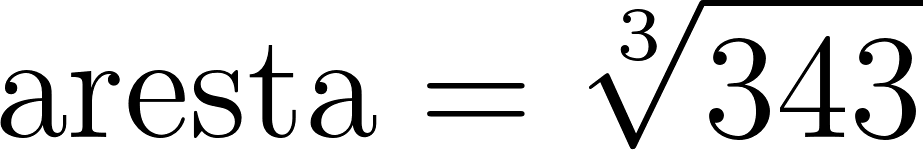 aresta = ∛343